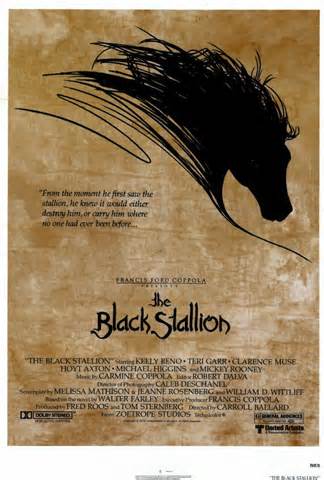 "From the moment he first saw the
stallion, he knew it would either
destroy him, or carry him where
no one had ever been before...
FRANCIS FORD COPPOLA
PRESENTS
the
Black Stallion
"THE BLACK STALLION" Starring KELLY RENO • TERI GARR • CLARENCE MUSE
HOYT AXTON • MICHAEL HIGGINS and MICKEY ROONEY
Music by CARMINE COPPOLA Editor ROBERT DALVA
Director of Photography CALEB DESCHANEL
Screenplay by MELISSA MATHISON & JEANNE ROSENBERG and WILLIAM D. WITTLIFF
Based on the novel by WALTER FARLEY Executive Producer FRANCIS COPPOLA
Produced by FRED ROOS and TOM STERNBERG Directed by CARROLL BALLARD
From ZOETROPE STUDIOS Technicolor®
DOLBY STEREO
G GENERAL AUDIENCES
United Artists
"THE BLACK STALLION"